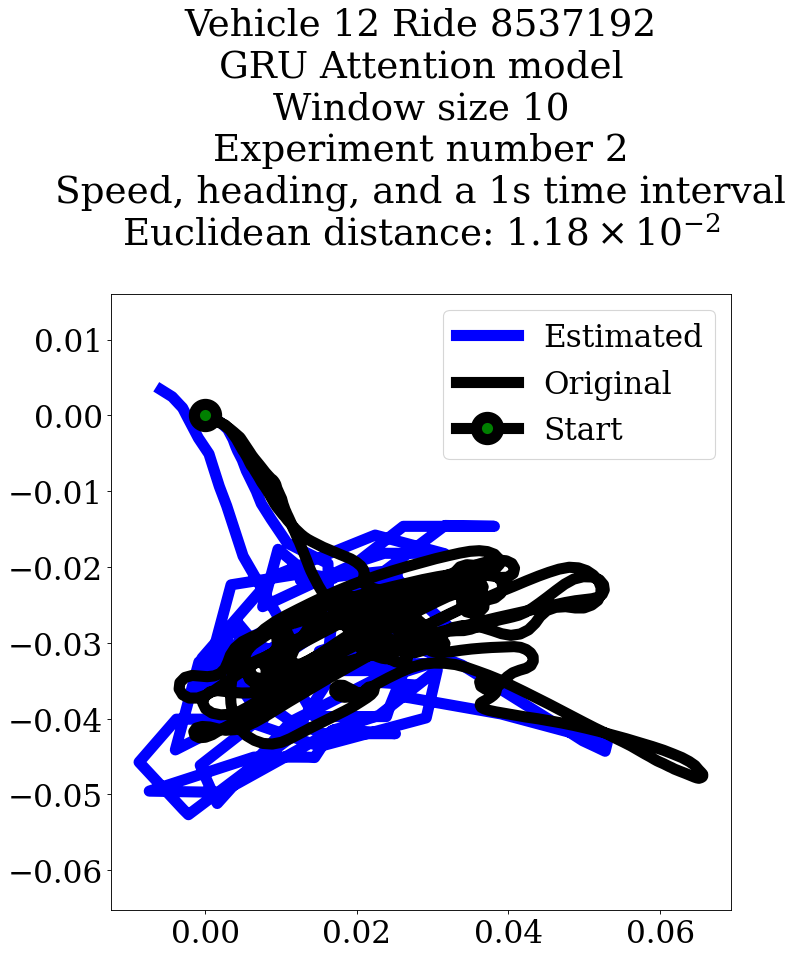 Vehicle 12 Ride 8537192
GRU Attention model
Window size 10
Experiment number 2
Speed, heading, and a 1s time interval
Euclidean distance: 1.18 × 10⁻²
Estimated
Original
Start
0.01
0.00
−0.01
−0.02
−0.03
−0.04
−0.05
−0.06
0.00 0.02 0.04 0.06